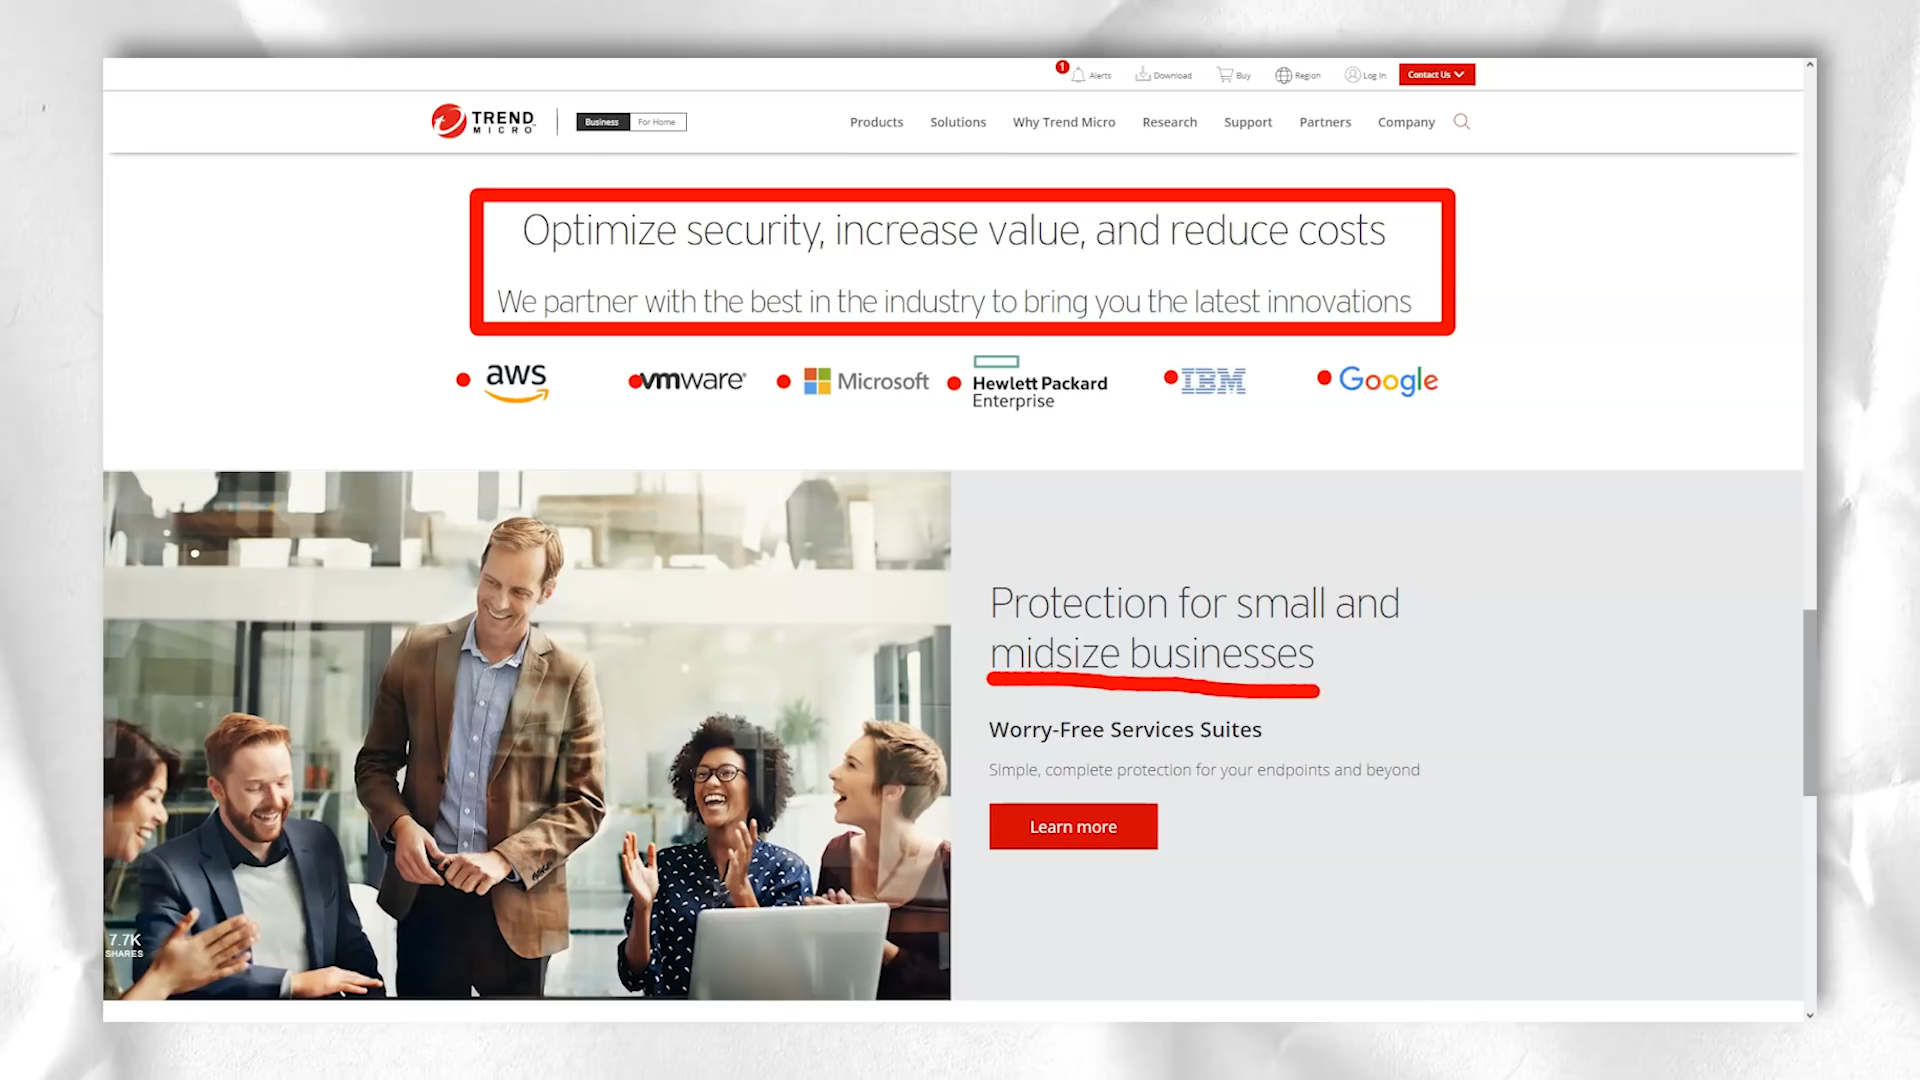 1
Alerts
Download
Buy
Region
Log In
Contact Us
TREND
MICRO
Business
For Home
Products
Solutions
Why Trend Micro
Research
Support
Partners
Company
Optimize security, increase value, and reduce costs
We partner with the best in the industry to bring you the latest innovations
aws
vmware®
Microsoft
Hewlett Packard
Enterprise
IBM
Google
Protection for small and
midsize businesses
Worry-Free Services Suites
Simple, complete protection for your endpoints and beyond
Learn more
7.7K
SHARES